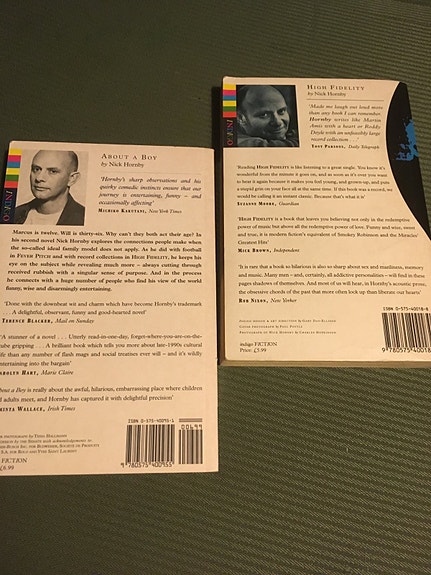 ABOUT A BOY
by Nick Hornby
'Hornby's sharp observations and his
quirky comedic instincts ensure that our
journey is entertaining, funny – and
occasionally affecting'
MICHIKO KAKUTANI, New York Times
INDIGO
Marcus is twelve. Will is thirty-six. Why can't they both act their age? In
his second novel Nick Hornby explores the connections people make when
the so-called ideal family model does not apply. As he did with football
in FEVER PITCH and with record collections in HIGH FIDELITY, he keeps his
eye on the subject while revealing much more – always cutting through
received rubbish with a singular sense of purpose. And in the process
he connects with a huge number of people who find his view of the world
funny, wise and disarmingly entertaining.
'Done with the downbeat wit and charm which have become Hornby's trademark
. . . A delightful, observant, funny and good-hearted novel'
TERENCE BLACKER, Mail on Sunday
'A stunner of a novel . . . Utterly read-in-one-day, forget-where-you-are-on-the-
tube gripping . . . A brilliant book which tells you more about late-1990s cultural
life than any number of flash mags and social treatises ever will – and it's wildly
entertaining into the bargain'
CAROLYN HART, Marie Claire
'About a Boy is really about the awful, hilarious, embarrassing place where children
and adults meet, and Hornby has captured it with delightful precision'
WALLACE, Irish Times
FICTION
£6.99
ISBN 0-575-40095-1
00699
9 780575 400955
HIGH FIDELITY
by Nick Hornby
'Made me laugh out loud more
than any book I can remember.
Hornby writes like Martin
Amis with a heart or Roddy
Doyle with an unfeasibly large
record collection . . .'
TONY PARSONS, Daily Telegraph
INDIGO
'Reading HIGH FIDELITY is like listening to a great single. You know it's
wonderful from the minute it goes on, and as soon as it's over you want
to hear it again because it makes you feel young, and grown-up, and puts
a stupid grin on your face all at the same time. If this book was a record, we
would be calling it an instant classic. Because that's what it is'
SUZANNE MOORE, Guardian
'HIGH FIDELITY is a book that leaves you believing not only in the redemptive
power of music but above all the redemptive power of love. Funny and wise, sweet
and true, it is modern fiction's equivalent of Smokey Robinson and the Miracles'
Greatest Hits'
MICK BROWN, Independent
'It is rare that a book so hilarious is also so sharp about sex and manliness, memory
and music. Many men – and, certainly, all addictive personalities – will find in these
pages shadows of themselves. And most of us will hear, in Hornby's acoustic prose,
the obsessive chords of the past that more often lock up than liberate our hearts'
ROB NIXON, New Yorker
indigo FICTION
Price £5.99
ISBN 0-575-40018-8
9 780575 40018